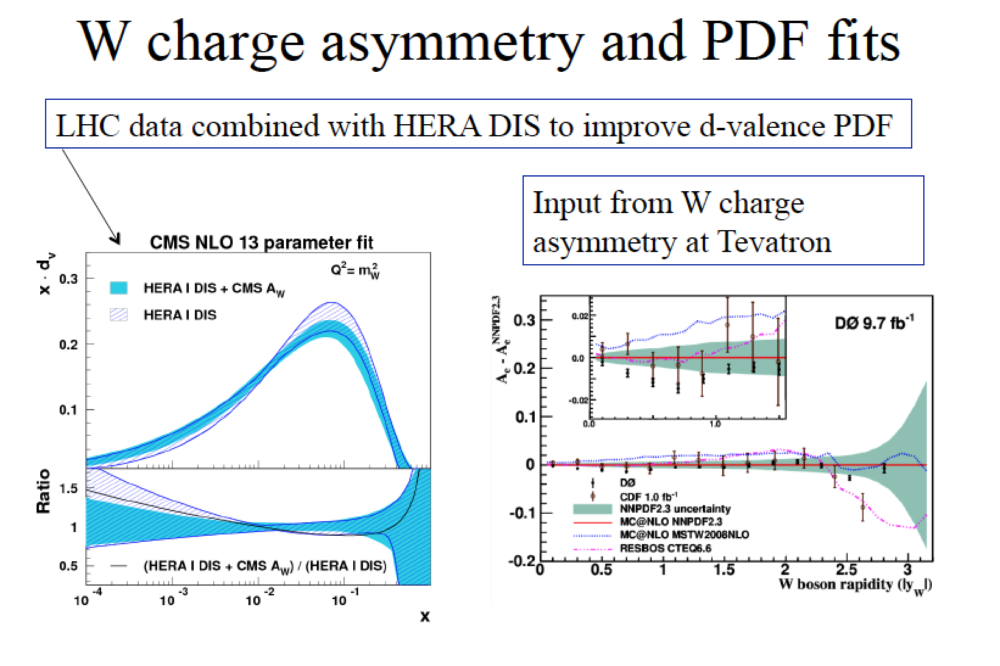 W charge asymmetry and PDF fits
LHC data combined with HERA DIS to improve d-valence PDF
Input from W charge
asymmetry at Tevatron
CMS NLO 13 parameter fit
Q² = m_W²
x · d_v
HERA I DIS + CMS A_W
HERA I DIS
0.3
0.2
0.1
Ratio
1.5
1
0.5
(HERA I DIS + CMS A_W) / (HERA I DIS)
10⁻⁴ 10⁻³ 10⁻² 10⁻¹
x
A_e - A_e^NNPDF2.3
DØ 9.7 fb⁻¹
0.3
0.2
0.1
0
-0.1
-0.2
0.02
0.0
-0.02
0.0 1.0
DØ
CDF 1.0 fb⁻¹
NNPDF2.3 uncertainty
MC@NLO NNPDF2.3
MC@NLO MSTW2008NLO
RESBOS CTEQ6.6
0 0.5 1 1.5 2 2.5 3
W boson rapidity (|y_W|)